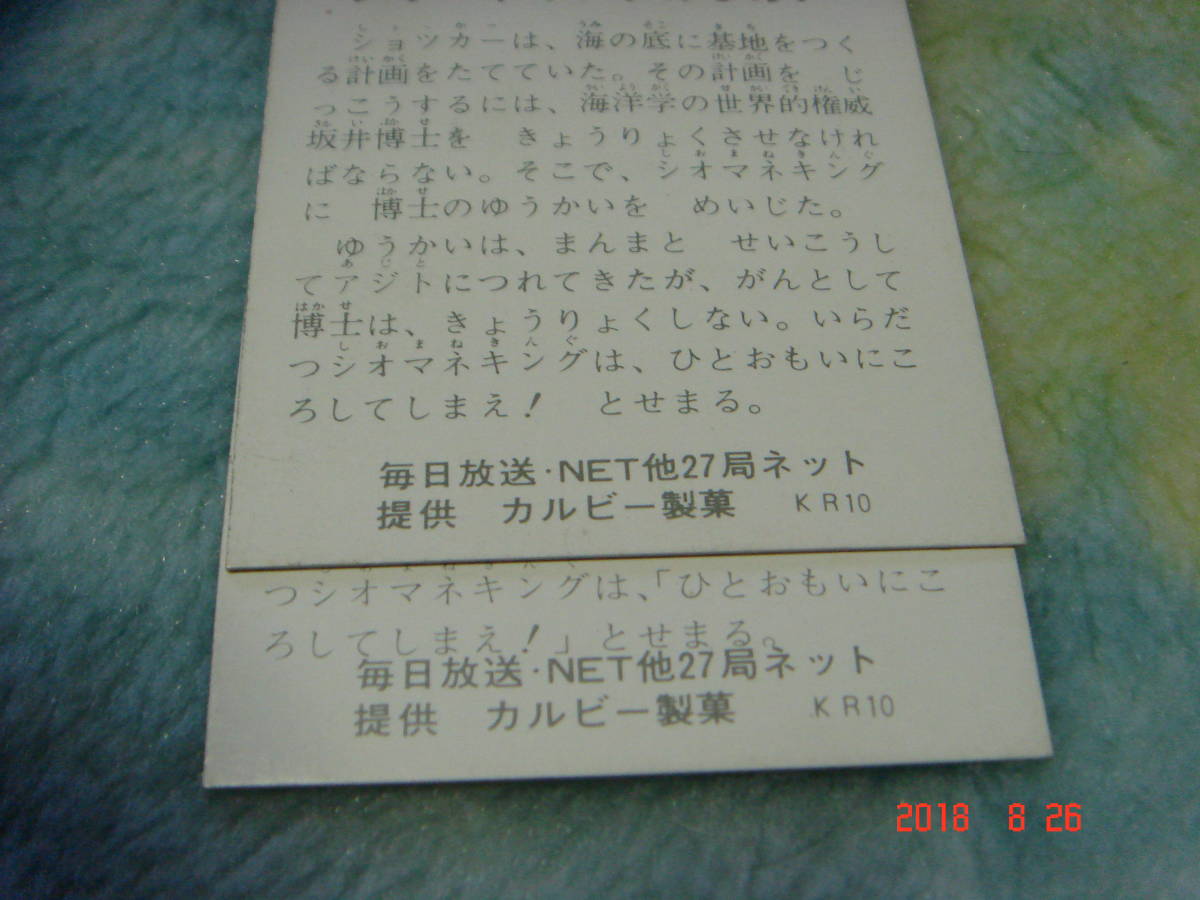 ショッカーは、海の底に基地をつく
る計画をたてていた。その計画を　じ
っこうするには、海洋学の世界的権威
坂井博士を　きょうりょくさせなけれ
ばならない。そこで、シオマネキング
に　博士のゆうかいを　めいじた。
ゆうかいは、まんまと　せいこうし
てアジトにつれてきたが、がんとして
博士は、きょうりょくしない。いらだ
つシオマネキングは、ひとおもいにこ
ろしてしまえ！　とせまる。
毎日放送・NET他27局ネット
提供　カルビー製菓　KR10
つシオマネキングは、「ひとおもいにこ
ろしてしまえ！」とせまる。
毎日放送・NET他27局ネット
提供　カルビー製菓　KR10
2018 8 26